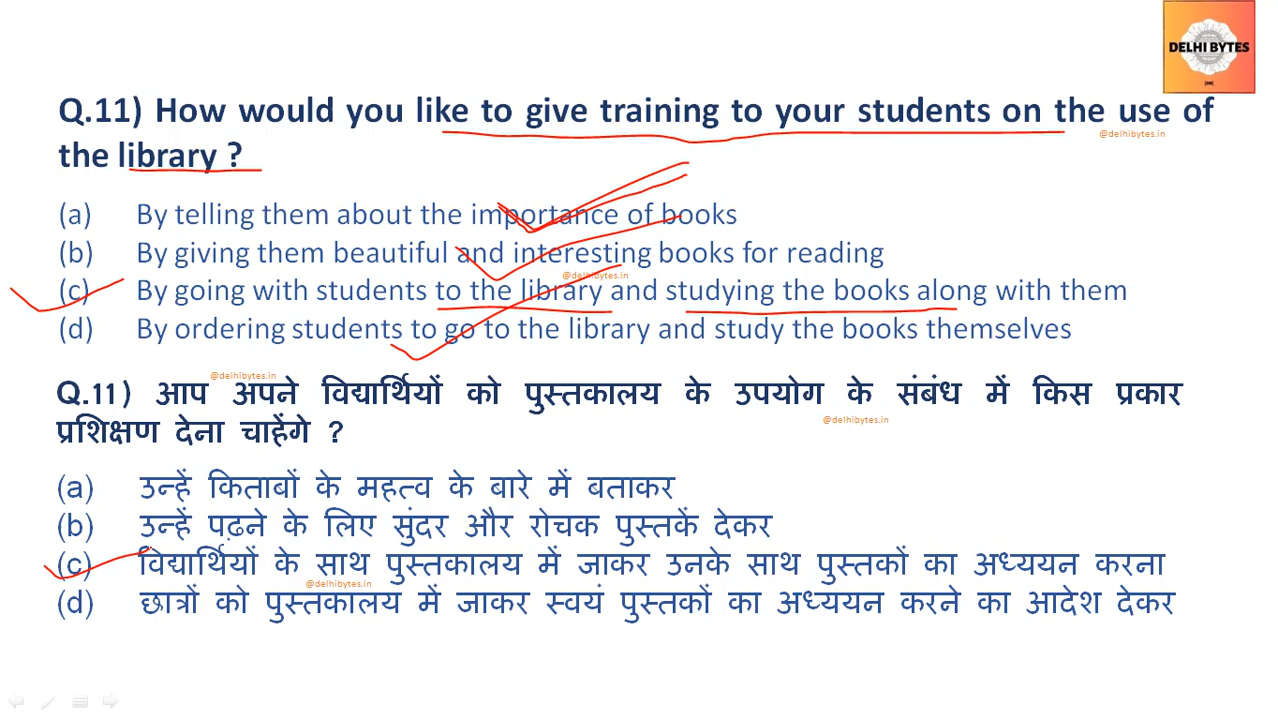 DELHI BYTES
Q.11) How would you like to give training to your students on the use of
@delhibytes.in
the library ?
(a) By telling them about the importance of books
(b) By giving them beautiful and interesting books for reading
@delhibytes.in
(c) By going with students to the library and studying the books along with them
(d) By ordering students to go to the library and study the books themselves
@delhibytes.in
Q.11) आप अपने विद्यार्थियों को पुस्तकालय के उपयोग के संबंध में किस प्रकार
@delhibytes.in
प्रशिक्षण देना चाहेंगे ?
(a) उन्हें किताबों के महत्व के बारे में बताकर
(b) उन्हें पढ़ने के लिए सुंदर और रोचक पुस्तकें देकर
(c) विद्यार्थियों के साथ पुस्तकालय में जाकर उनके साथ पुस्तकों का अध्ययन करना
@delhibytes.in
(d) छात्रों को पुस्तकालय में जाकर स्वयं पुस्तकों का अध्ययन करने का आदेश देकर